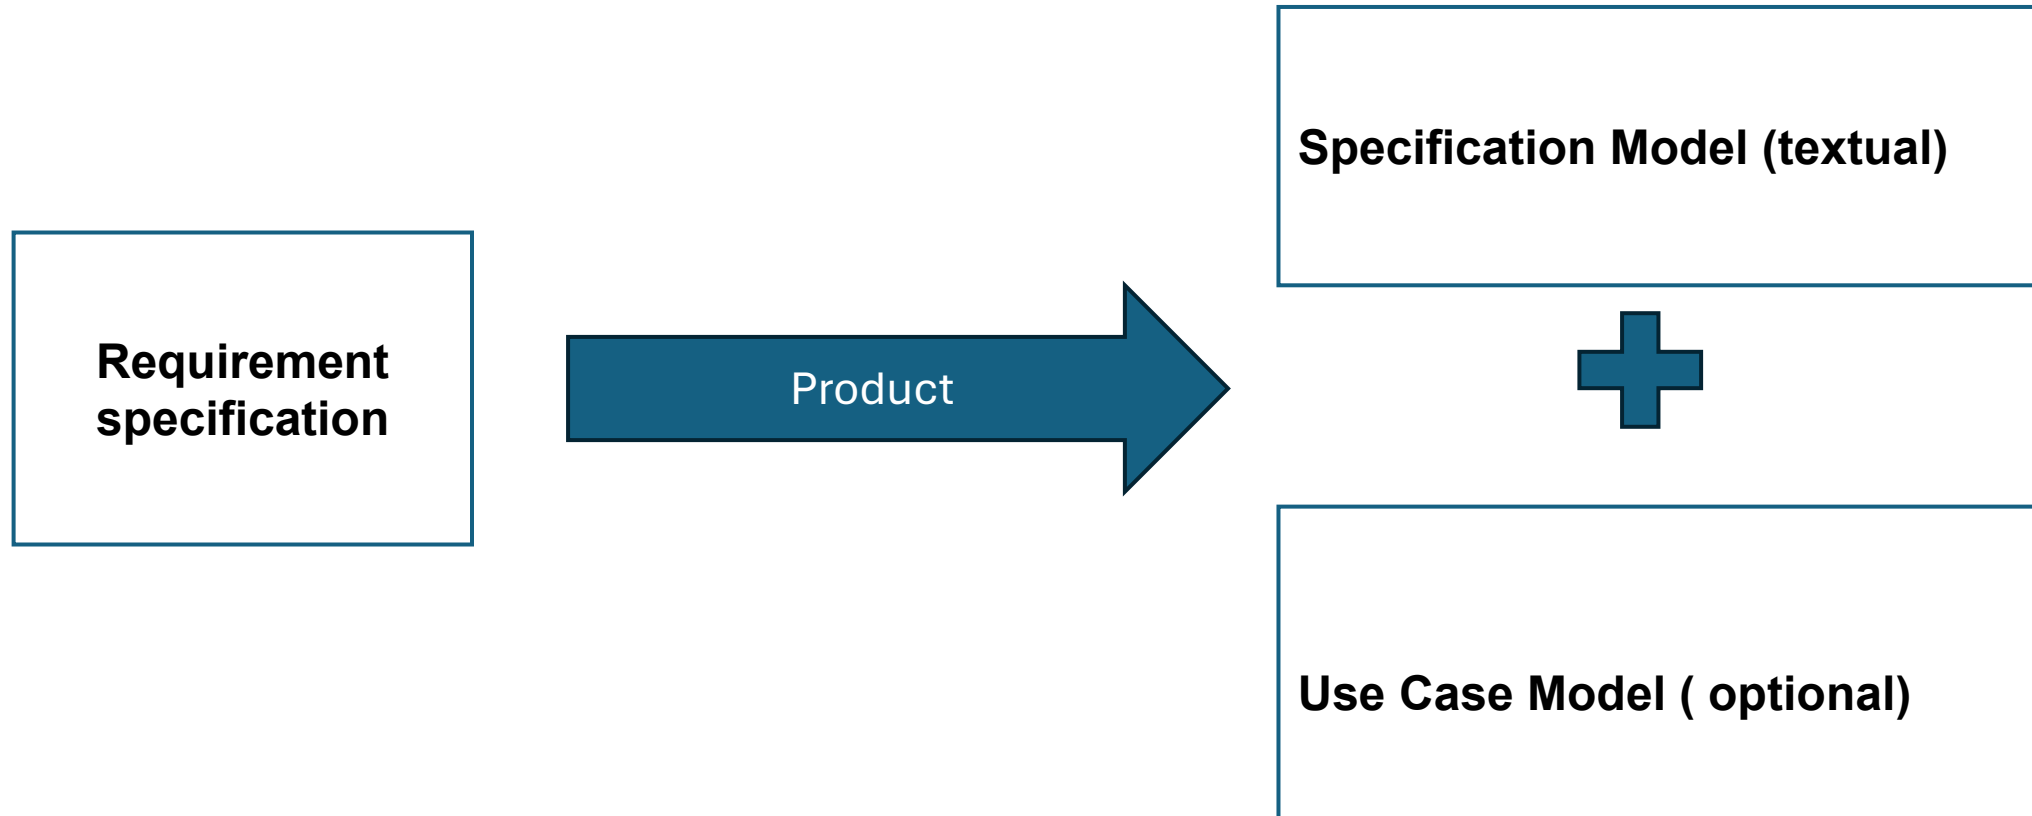 Specification Model (textual)
Requirement
specification
Product
Use Case Model ( optional)